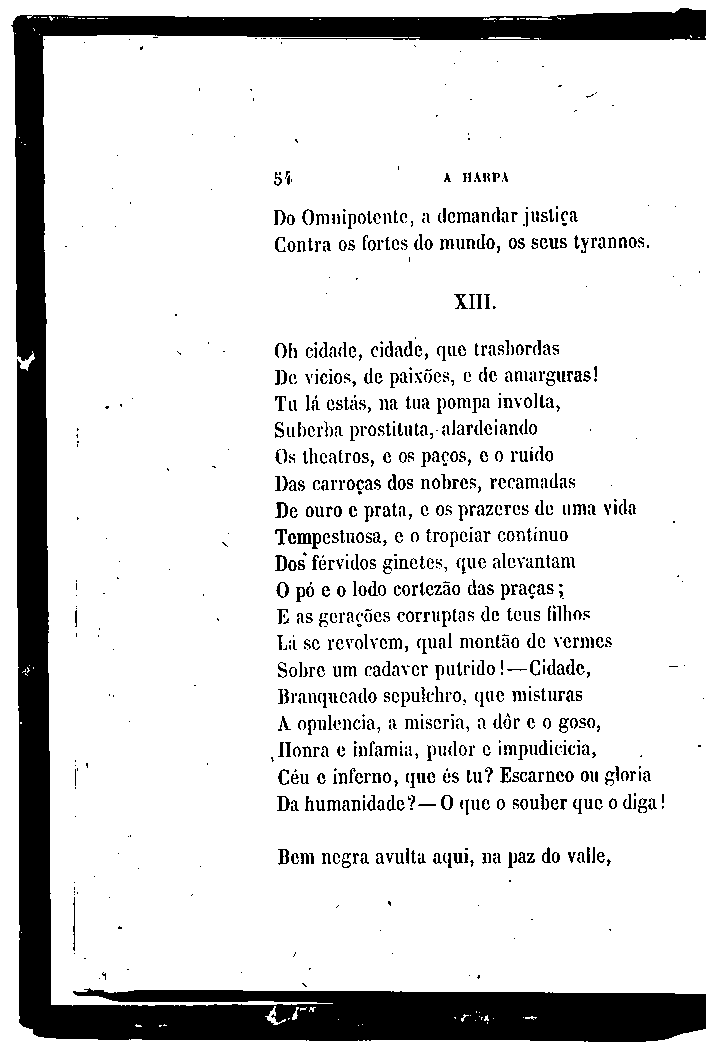 54 A HARPA
Do Omnipotente, a demandar justiça
Contra os fortes do mundo, os seus tyrannos.
XIII.
Oh cidade, cidade, que trasbordas
De vicios, de paixões, e de amarguras!
Tu lá estás, na tua pompa involta,
Suberba prostituta, alardeiando
Os theatros, e os paços, e o ruído
Das carroças dos nobres, recamadas
De ouro e prata, e os prazeres de uma vida
Tempestuosa, e o tropeiar contínuo
Dos férvidos ginetes, que alevantam
O pó e o lodo cortezão das praças;
E as gerações corruptas de teus filhos
Lá se revolvem, qual montão de vermes
Sobre um cadaver putrido!—Cidade,
Branqueado sepulchro, que misturas
A opulencia, a miseria, a dôr e o goso,
Honra e infamia, pudor e impudicicia,
Céu e inferno, que és tu? Escarneo ou gloria
Da humanidade?—O que o souber que o diga!
Bem negra avulta aqui, na paz do valle,